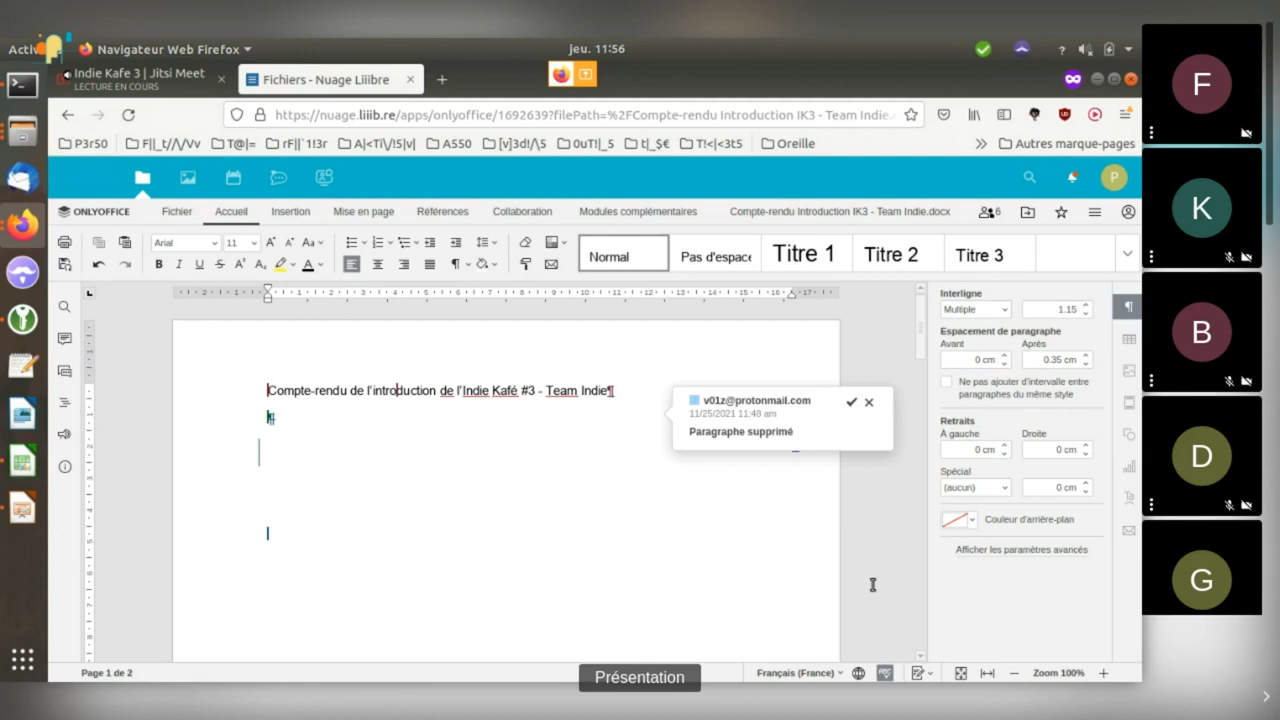 Activ
Navigateur Web Firefox
jeu. 11:56
Indie Kafe 3 | Jitsi Meet
LECTURE EN COURS
Fichiers - Nuage Liiibre
https://nuage.liiib.re/apps/onlyoffice/1692639?filePath=%2FCompte-rendu Introduction IK3 - Team Indie.
P3r50
F||_t//\/Vv
T@|=
rF||`1!3r
A|<Ti\/!5|v|
A550
[v]3d!/\5
0uT!|_5
t|_$€
T!<|<3t5
Oreille
Autres marque-pages
P
ONLYOFFICE
Fichier
Accueil
Insertion
Mise en page
Références
Collaboration
Modules complémentaires
Compte-rendu Introduction IK3 - Team Indie.docx
6
Arial
11
Normal
Pas d'espace
Titre 1
Titre 2
Titre 3
Compte-rendu de l'introduction de l'Indie Kafé #3 - Team Indie¶
¶
v01z@protonmail.com
11/25/2021 11:48 am
Paragraphe supprimé
Interligne
Multiple
1.15
Espacement de paragraphe
Avant
Après
0 cm
0.35 cm
Ne pas ajouter d'intervalle entre
paragraphes du même style
Retraits
À gauche
Droite
0 cm
0 cm
Spécial
(aucun)
0 cm
Couleur d'arrière-plan
Afficher les paramètres avancés
Page 1 de 2
Français (France)
Zoom 100%
Présentation
F
K
B
D
G